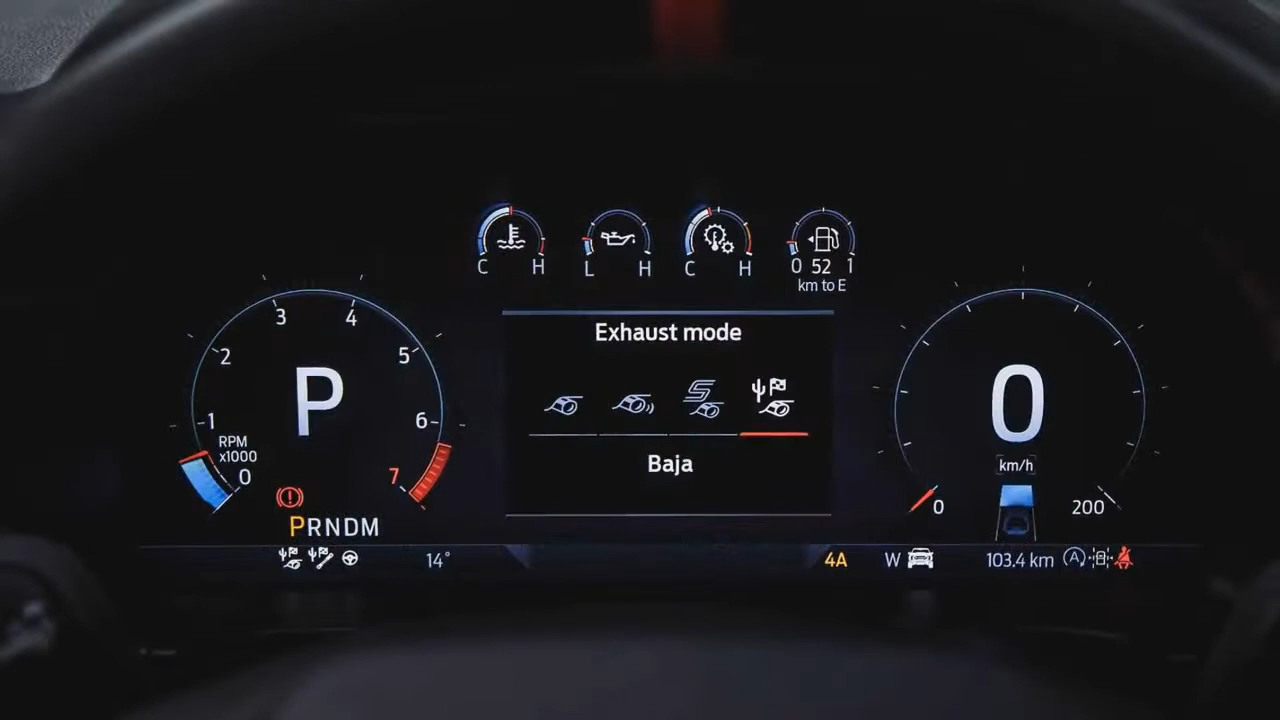 C H
L H
C H
0 52 1
km to E
Exhaust mode
S
Baja
3
4
2
5
1
6
RPM
x1000
0
7
P
PRNDM
0
km/h
0
200
14°
4A
W
103.4 km
A